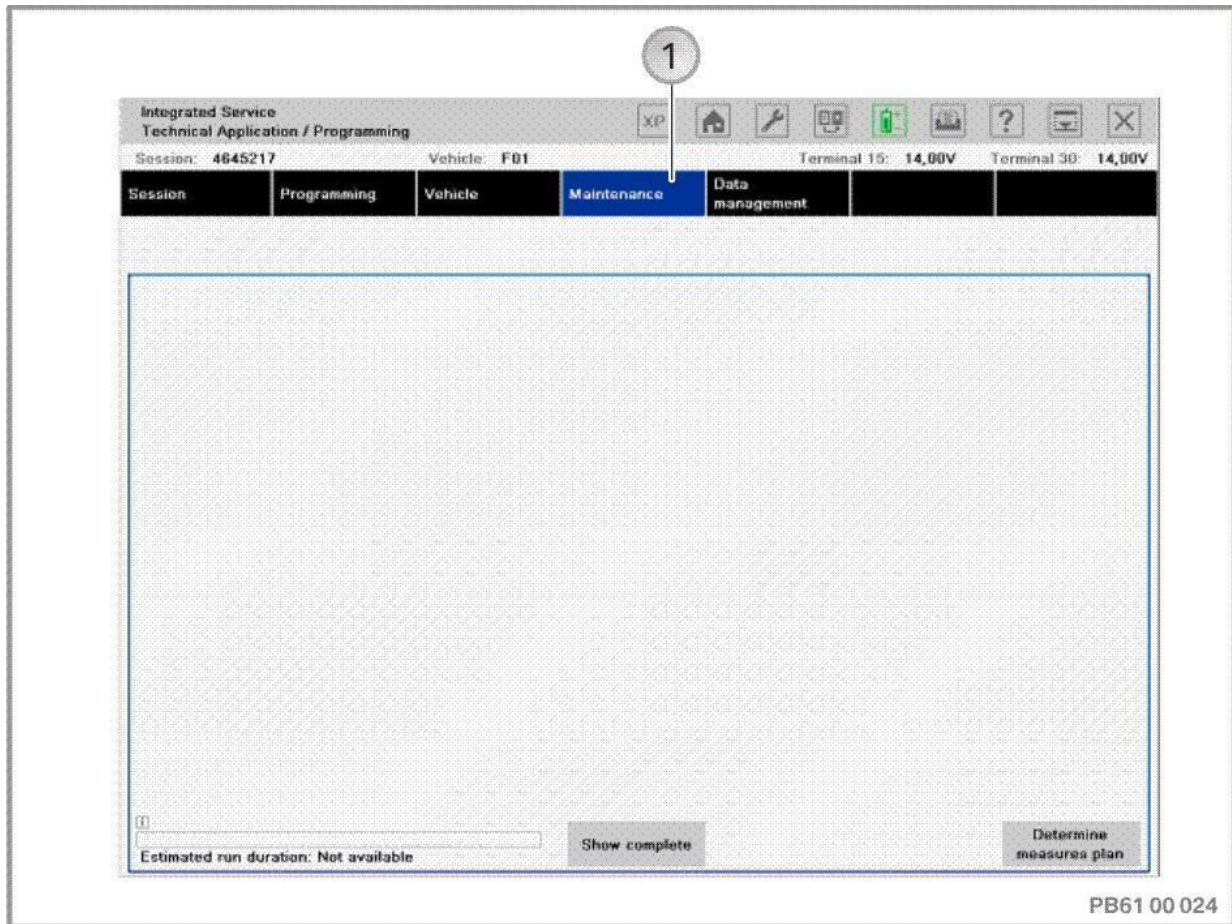 1
Integrated Service
Technical Application / Programming
XP
?
Session: 4645217 Vehicle: F01 Terminal 15: 14,00V Terminal 30: 14,00V
Session Programming Vehicle Maintenance Data
management
i
Estimated run duration: Not available
Show complete
Determine
measures plan
PB61 00 024